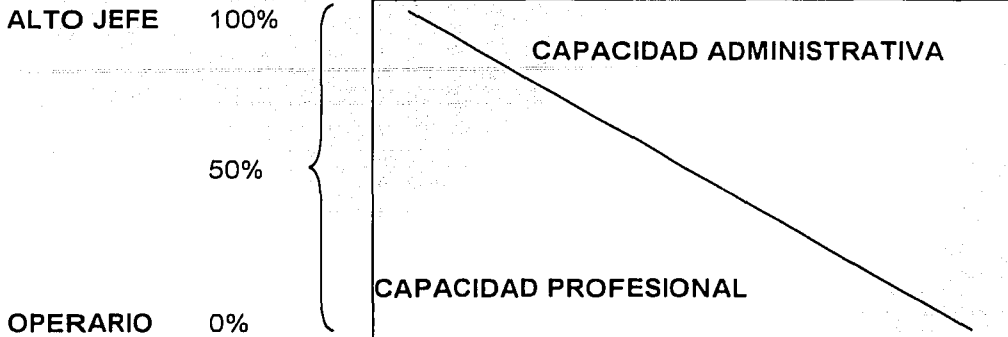 ALTO JEFE 100%
CAPACIDAD ADMINISTRATIVA
50%
CAPACIDAD PROFESIONAL
OPERARIO 0%